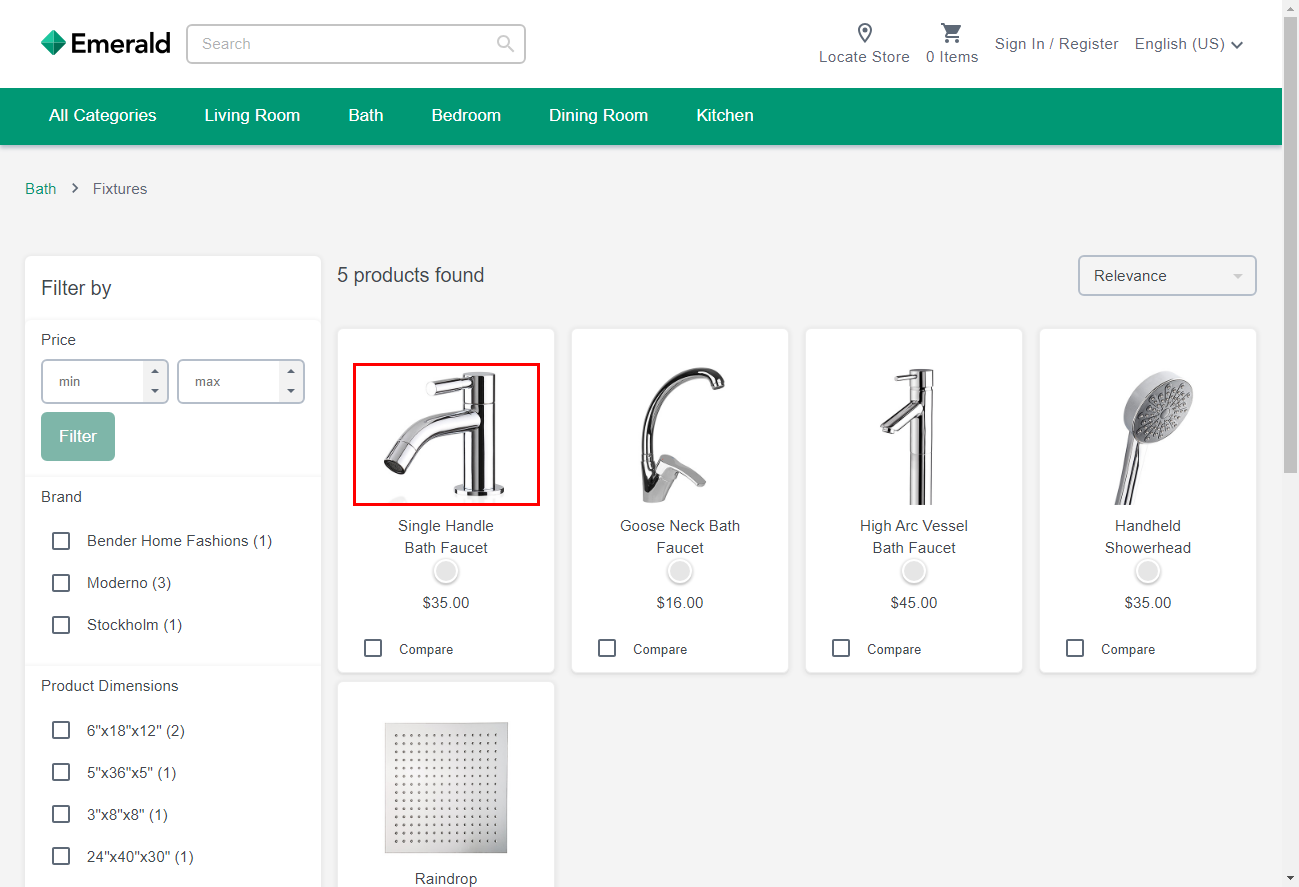 Emerald
Search
Locate Store
0 Items
Sign In / Register
English (US)
All Categories
Living Room
Bath
Bedroom
Dining Room
Kitchen
Bath
Fixtures
Filter by
Price
min
max
Filter
Brand
Bender Home Fashions (1)
Moderno (3)
Stockholm (1)
Product Dimensions
6"x18"x12" (2)
5"x36"x5" (1)
3"x8"x8" (1)
24"x40"x30" (1)
5 products found
Relevance
Single Handle
Bath Faucet
$35.00
Compare
Goose Neck Bath
Faucet
$16.00
Compare
High Arc Vessel
Bath Faucet
$45.00
Compare
Handheld
Showerhead
$35.00
Compare
Raindrop